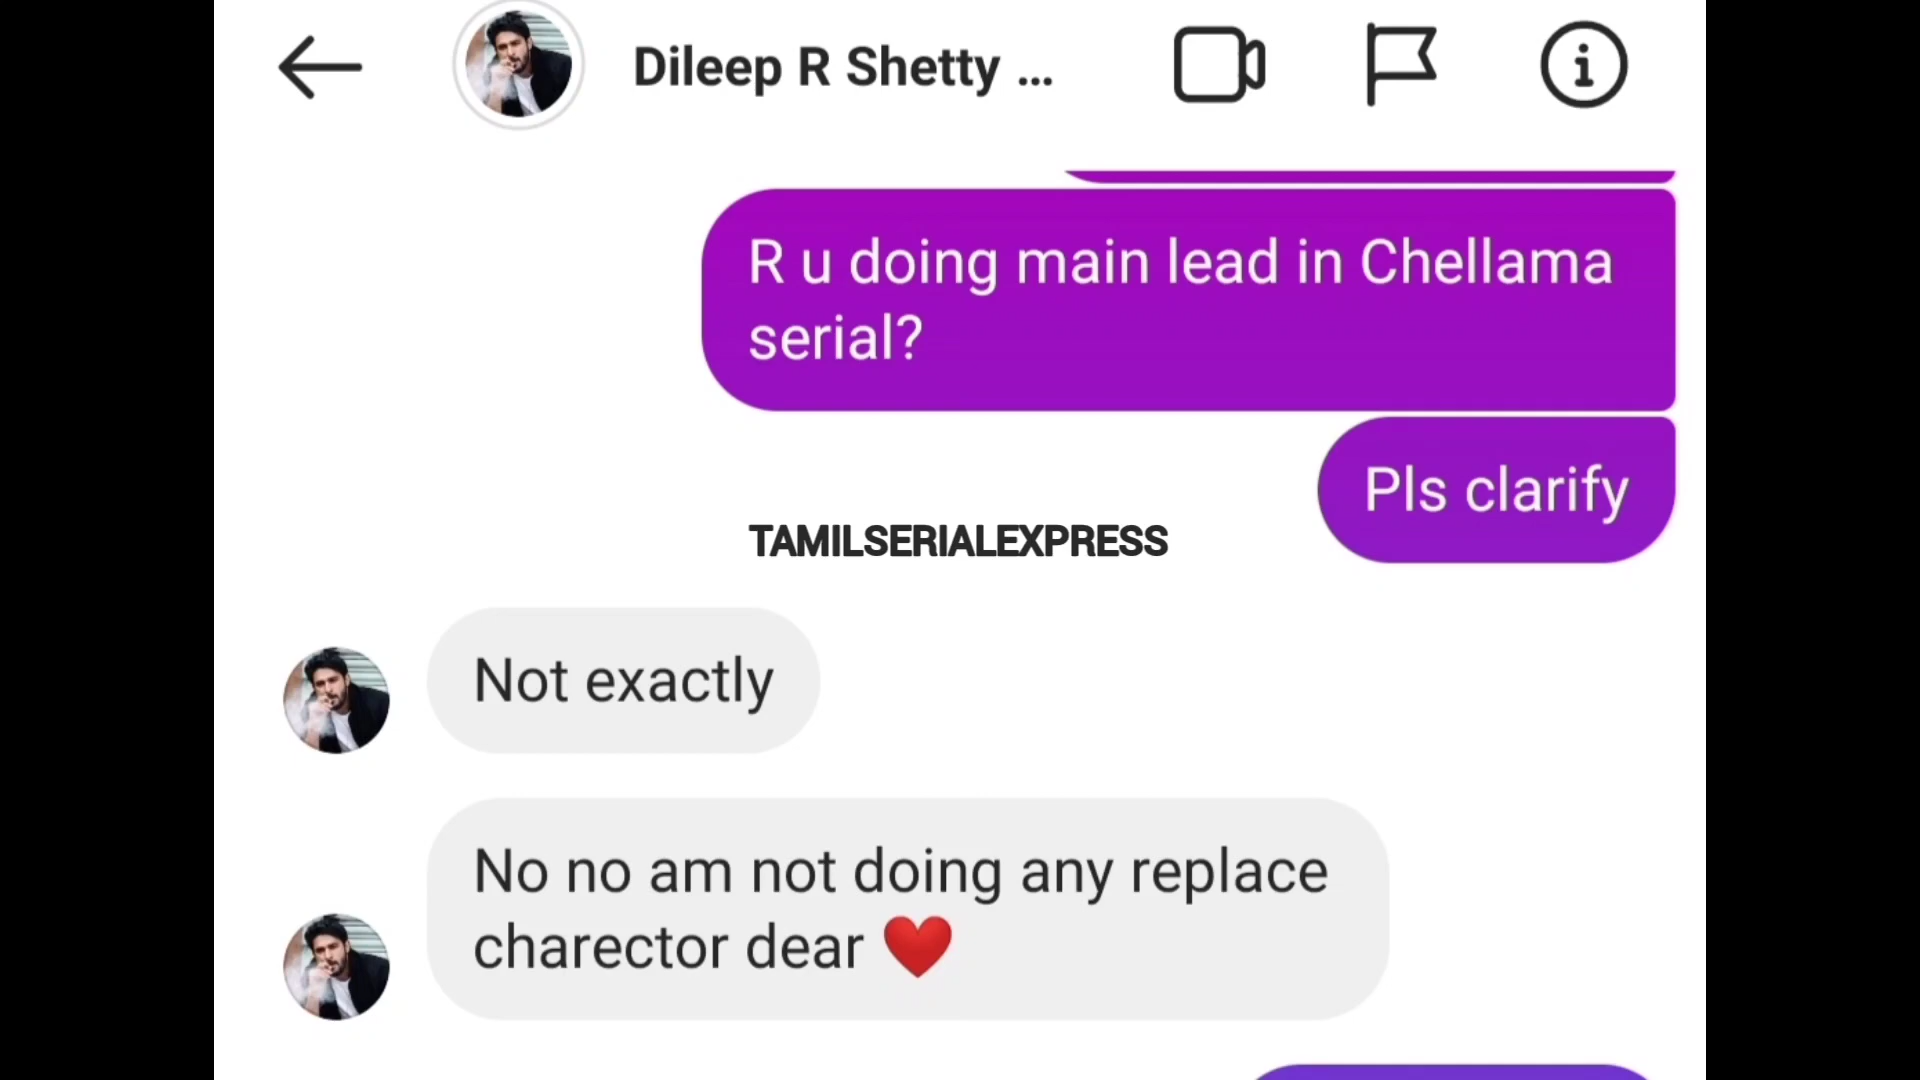 Dileep R Shetty ...
R u doing main lead in Chellama
serial?
Pls clarify
TAMILSERIALEXPRESS
Not exactly
No no am not doing any replace
charector dear ❤️